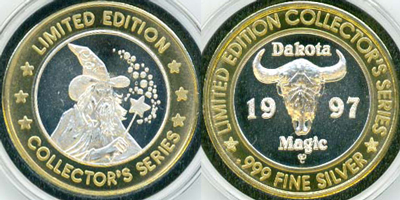 LIMITED EDITION
COLLECTOR'S SERIES
LIMITED EDITION COLLECTOR'S SERIES
Dakota
19 97
Magic
.999 FINE SILVER